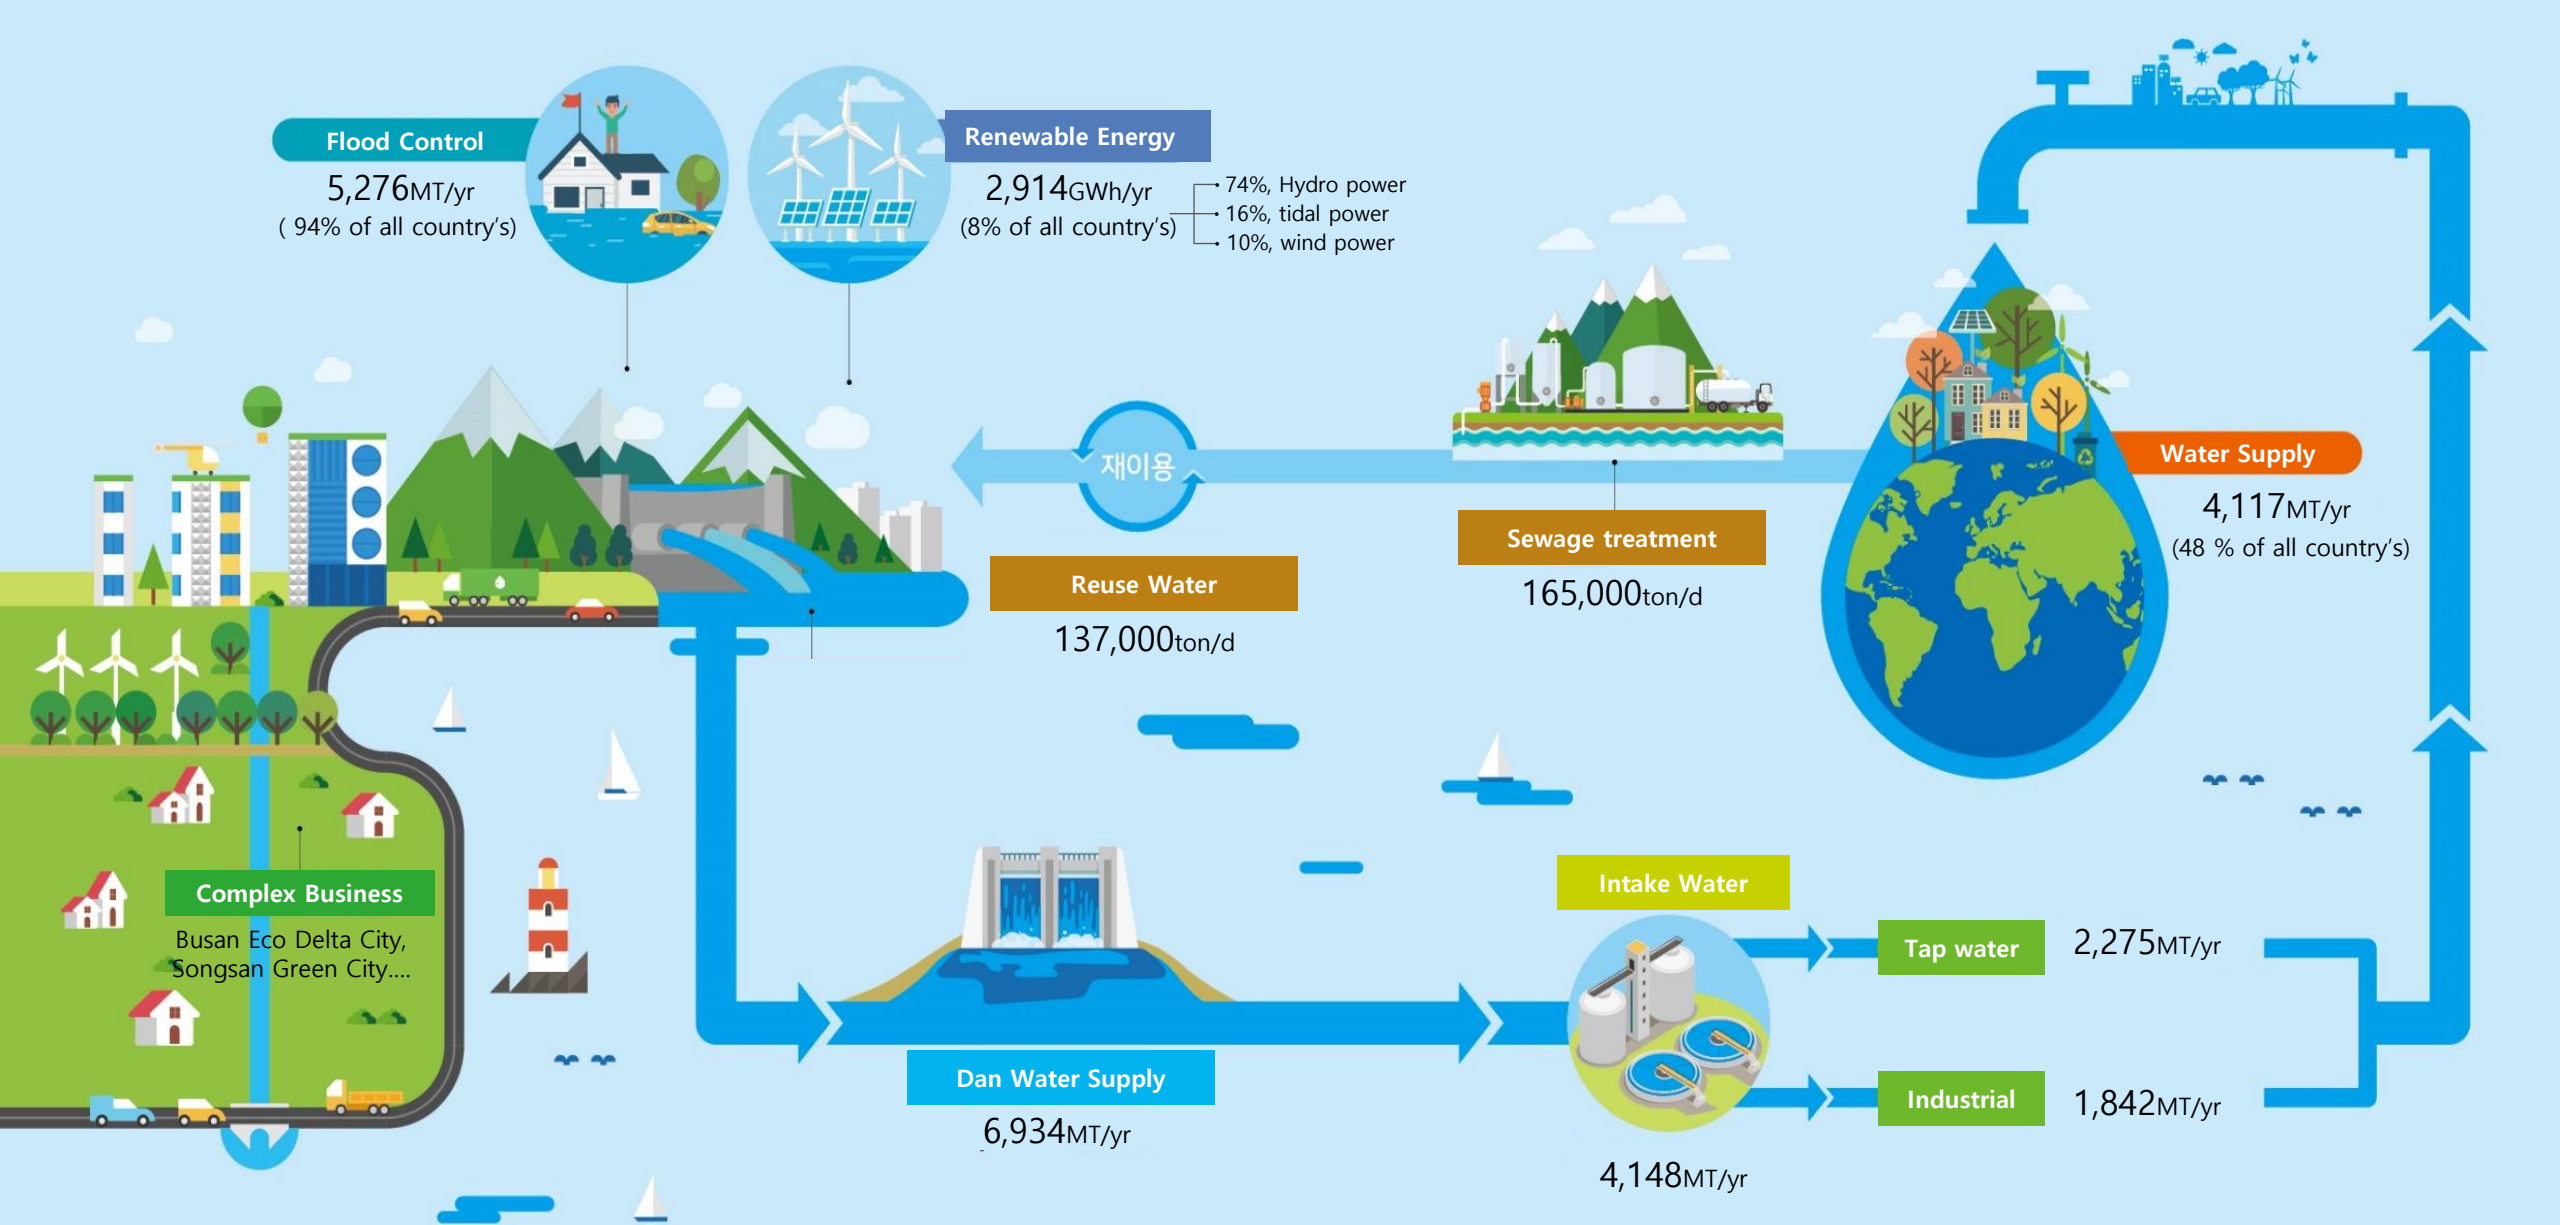 Flood Control
5,276MT/yr
( 94% of all country's)
Renewable Energy
2,914GWh/yr
(8% of all country's)
74%, Hydro power
16%, tidal power
10%, wind power
재이용
Reuse Water
137,000ton/d
Sewage treatment
165,000ton/d
Water Supply
4,117MT/yr
(48 % of all country's)
Complex Business
Busan Eco Delta City,
Songsan Green City....
Dan Water Supply
6,934MT/yr
Intake Water
4,148MT/yr
Tap water
2,275MT/yr
Industrial
1,842MT/yr